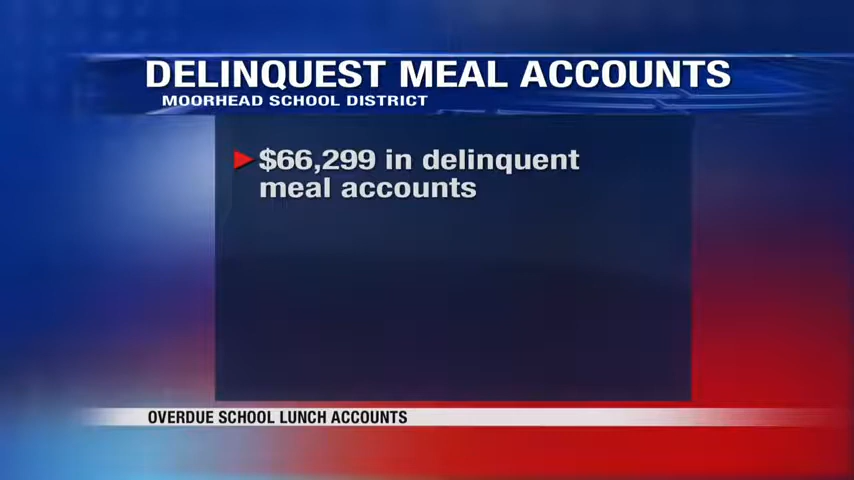 DELINQUEST MEAL ACCOUNTS
MOORHEAD SCHOOL DISTRICT
$66,299 in delinquent
meal accounts
OVERDUE SCHOOL LUNCH ACCOUNTS